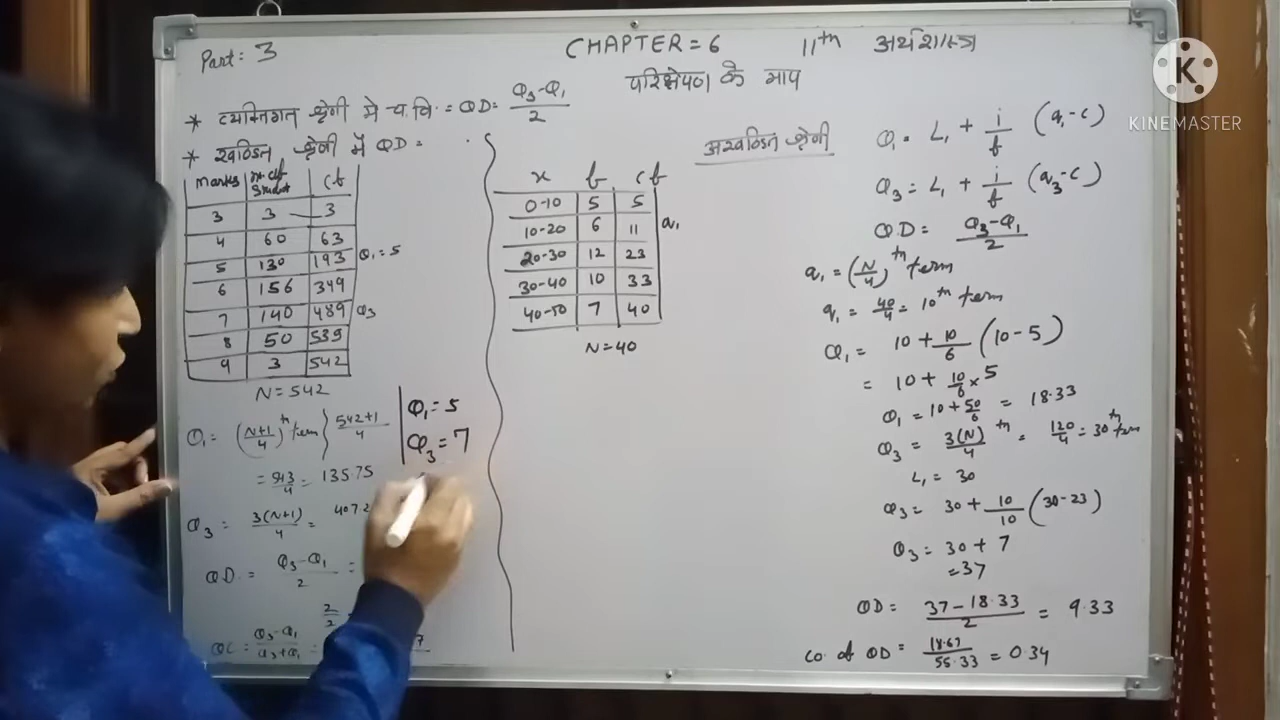 Part: 3
CHAPTER = 6 11th अर्थशास्त्र
परिक्षेपण के माप
* व्यक्तिगत श्रेणी मे च.वि. = QD = Q3-Q1/2
* खण्डित श्रेणी में QD =
Marks Student Cf
3 3 3
4 60 63
5 130 193 Q1 = 5
6 156 349
7 140 489 Q3
8 50 539
9 3 542
N = 542
Q1 = (N+1/4)th term } 542+1/4
= 543/4 = 135.75
Q3 = 3(N+1)/4 = 407.2
QD = Q3-Q1/2 =
2/2
QC = Q3-Q1/Q3+Q1 =
Q1 = 5
Q3 = 7
अखण्डित श्रेणी
x f cf
0-10 5 5
10-20 6 11 q1
20-30 12 23
30-40 10 33
40-50 7 40
N = 40
Q1 = L1 + i/f (q1-c)
Q3 = L1 + i/f (q3-c)
QD = Q3-Q1/2
q1 = (N/4)th term
q1 = 40/4 = 10th term
Q1 = 10 + 10/6 (10-5)
= 10 + 10/6 × 5
Q1 = 10 + 50/6 = 18.33
Q3 = 3(N)/4 th = 120/4 = 30th term
L1 = 30
Q3 = 30 + 10/10 (30-23)
Q3 = 30 + 7
= 37
QD = 37-18.33/2 = 9.33
CO. of QD = 18.67/55.33 = 0.34
K
KINEMASTER